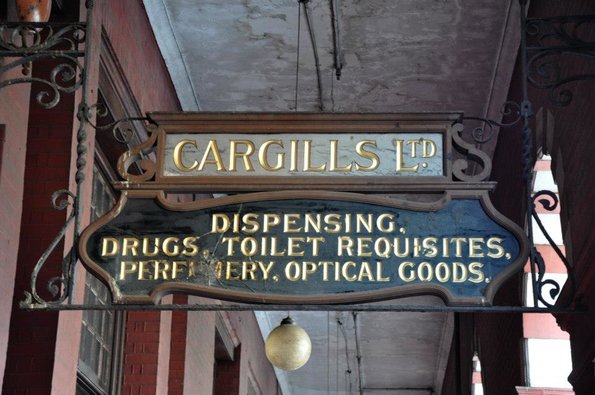 CARGILLS LTD
DISPENSING,
DRUGS, TOILET REQUISITES,
PERFUMERY, OPTICAL GOODS.